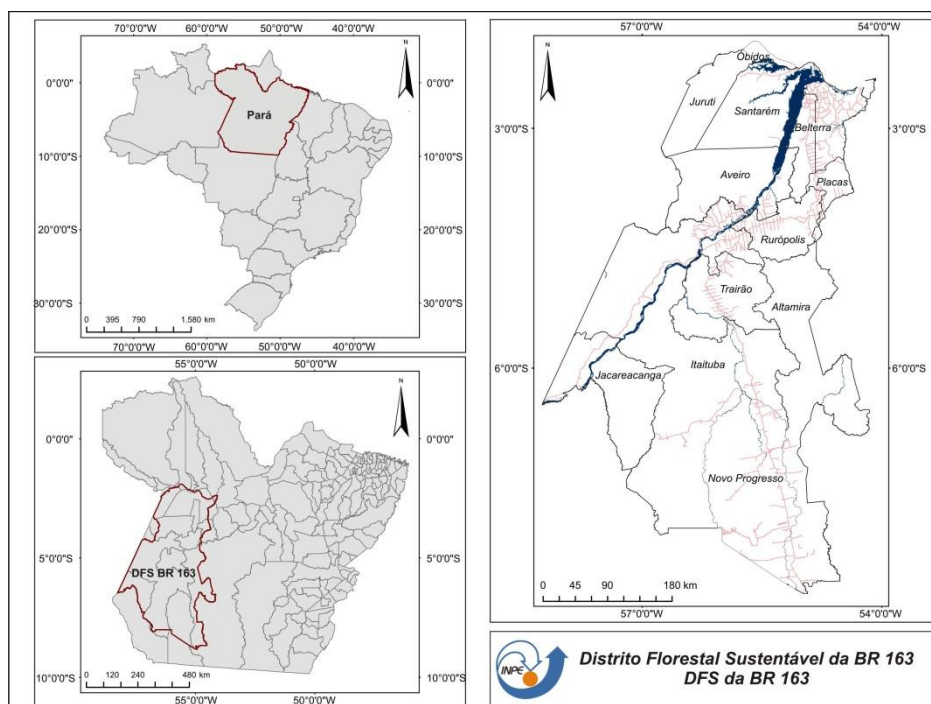 70°0'0"W 60°0'0"W 50°0'0"W 40°0'0"W
N
0°0'0" 0°0'0"
Pará
10°0'0"S 10°0'0"S
20°0'0"S 20°0'0"S
30°0'0"S 30°0'0"S
0 395 790 1.580 km
70°0'0"W 60°0'0"W 50°0'0"W 40°0'0"W
55°0'0"W 50°0'0"W
N
0°0'0" 0°0'0"
5°0'0"S 5°0'0"S
DFS BR 163
10°0'0"S 10°0'0"S
0 120 240 480 km
55°0'0"W 50°0'0"W
57°0'0"W 54°0'0"W
N
Óbidos
Juruti
Santarém
3°0'0"S 3°0'0"S
Belterra
Aveiro
Placas
Rurópolis
Trairão
Altamira
Itaituba
6°0'0"S 6°0'0"S
Jacareacanga
Novo Progresso
0 45 90 180 km
57°0'0"W 54°0'0"W
INPE
Distrito Florestal Sustentável da BR 163
DFS da BR 163